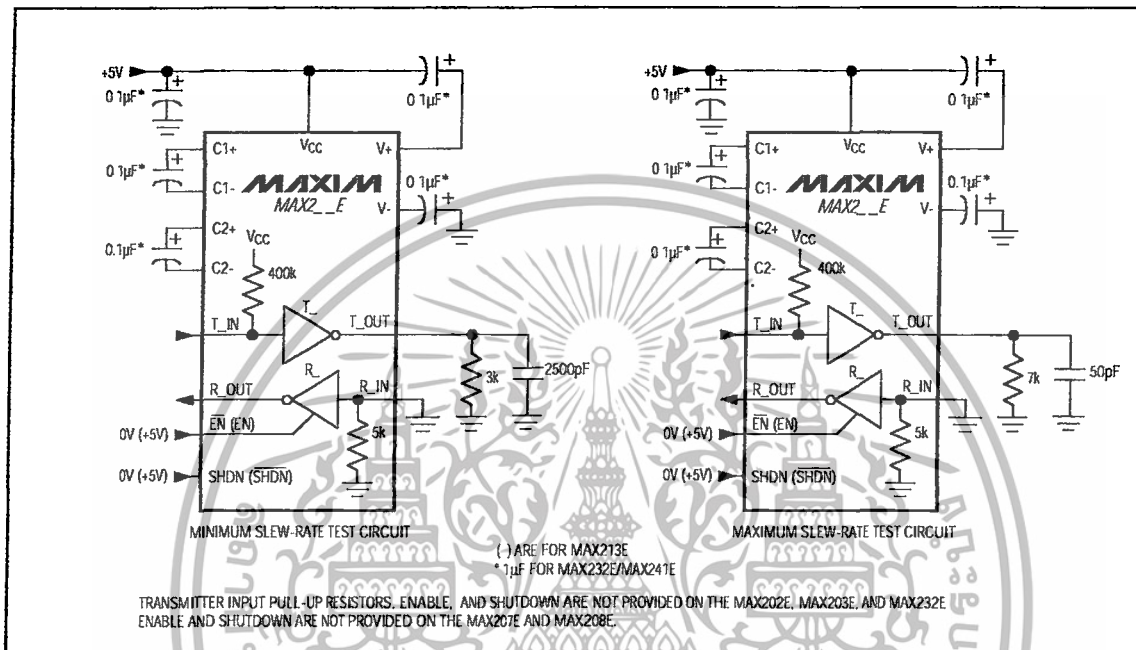 +5V
0 1µF*
0 1µF*
C1+
VCC
V+
0 1µF*
C1-
MAXIM
MAX2__E
0 1µF*
V-
C2+
0.1µF*
C2-
VCC
400k
T_IN
T_
T_OUT
3k
2500pF
R_OUT
R_
R_IN
EN (EN)
0V (+5V)
5k
0V (+5V)
SHDN (SHDN)
MINIMUM SLEW-RATE TEST CIRCUIT
+5V
0 1µF*
0 1µF*
C1+
VCC
V+
0 1µF*
C1-
MAXIM
MAX2__E
0.1µF*
V-
C2+
0 1µF*
C2-
VCC
400k
T_IN
T_
T_OUT
7k
50pF
R_OUT
R_
R_IN
EN (EN)
0V (+5V)
5k
0V (+5V)
SHDN (SHDN)
MAXIMUM SLEW-RATE TEST CIRCUIT
( ) ARE FOR MAX213E
* 1µF FOR MAX232E/MAX241E
TRANSMITTER INPUT PULL-UP RESISTORS, ENABLE, AND SHUTDOWN ARE NOT PROVIDED ON THE MAX202E, MAX203E, AND MAX232E
ENABLE AND SHUTDOWN ARE NOT PROVIDED ON THE MAX207E AND MAX208E.